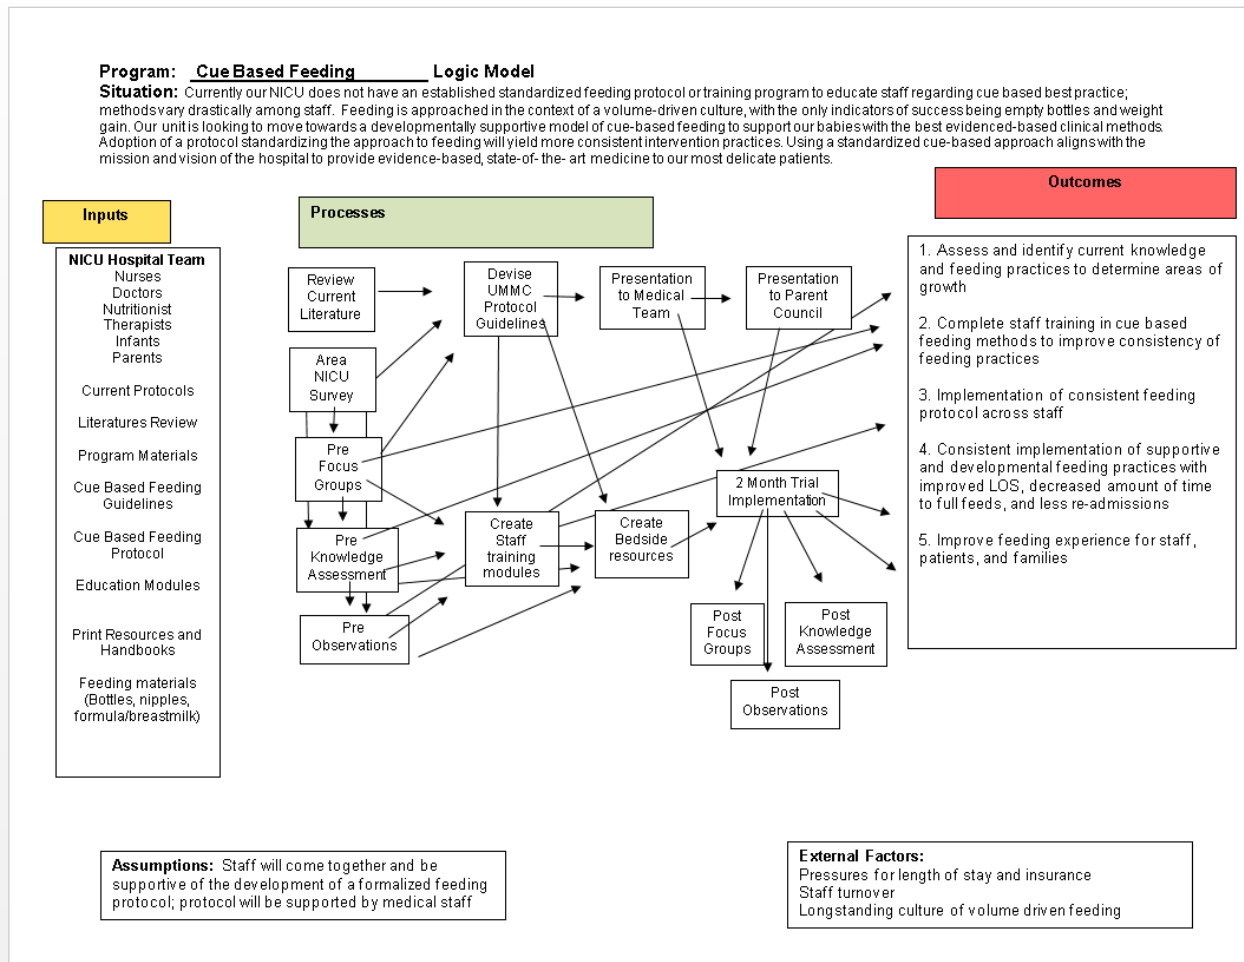 Program: Cue Based Feeding Logic Model
Situation: Currently our NICU does not have an established standardized feeding protocol or training program to educate staff regarding cue based best practice;
methods vary drastically among staff. Feeding is approached in the context of a volume-driven culture, with the only indicators of success being empty bottles and weight
gain. Our unit is looking to move towards a developmentally supportive model of cue-based feeding to support our babies with the best evidenced-based clinical methods.
Adoption of a protocol standardizing the approach to feeding will yield more consistent intervention practices. Using a standardized cue-based approach aligns with the
mission and vision of the hospital to provide evidence-based, state-of- the- art medicine to our most delicate patients.
Inputs
NICU Hospital Team
Nurses
Doctors
Nutritionist
Therapists
Infants
Parents
Current Protocols
Literatures Review
Program Materials
Cue Based Feeding
Guidelines
Cue Based Feeding
Protocol
Education Modules
Print Resources and
Handbooks
Feeding materials
(Bottles, nipples,
formula/breastmilk)
Processes
Review
Current
Literature
Devise
UMMC
Protocol
Guidelines
Presentation
to Medical
Team
Presentation
to Parent
Council
Area
NICU
Survey
Pre
Focus
Groups
Pre
Knowledge
Assessment
Pre
Observations
Create
Staff
training
modules
Create
Bedside
resources
2 Month Trial
Implementation
Post
Focus
Groups
Post
Knowledge
Assessment
Post
Observations
Outcomes
1. Assess and identify current knowledge
and feeding practices to determine areas of
growth
2. Complete staff training in cue based
feeding methods to improve consistency of
feeding practices
3. Implementation of consistent feeding
protocol across staff
4. Consistent implementation of supportive
and developmental feeding practices with
improved LOS, decreased amount of time
to full feeds, and less re-admissions
5. Improve feeding experience for staff,
patients, and families
Assumptions: Staff will come together and be
supportive of the development of a formalized feeding
protocol; protocol will be supported by medical staff
External Factors:
Pressures for length of stay and insurance
Staff turnover
Longstanding culture of volume driven feeding